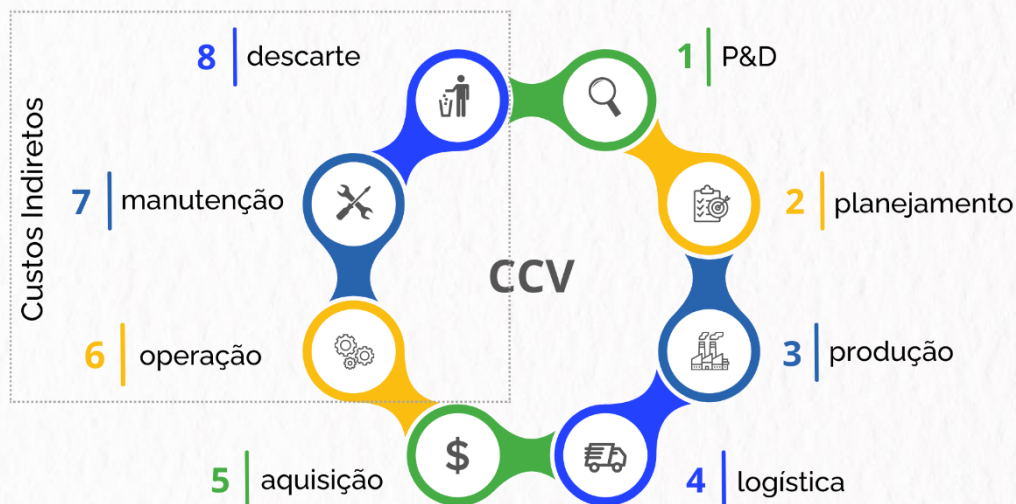 8 descarte
1 P&D
Custos Indiretos
7 manutenção
2 planejamento
CCV
6 operação
3 produção
$
5 aquisição
4 logística